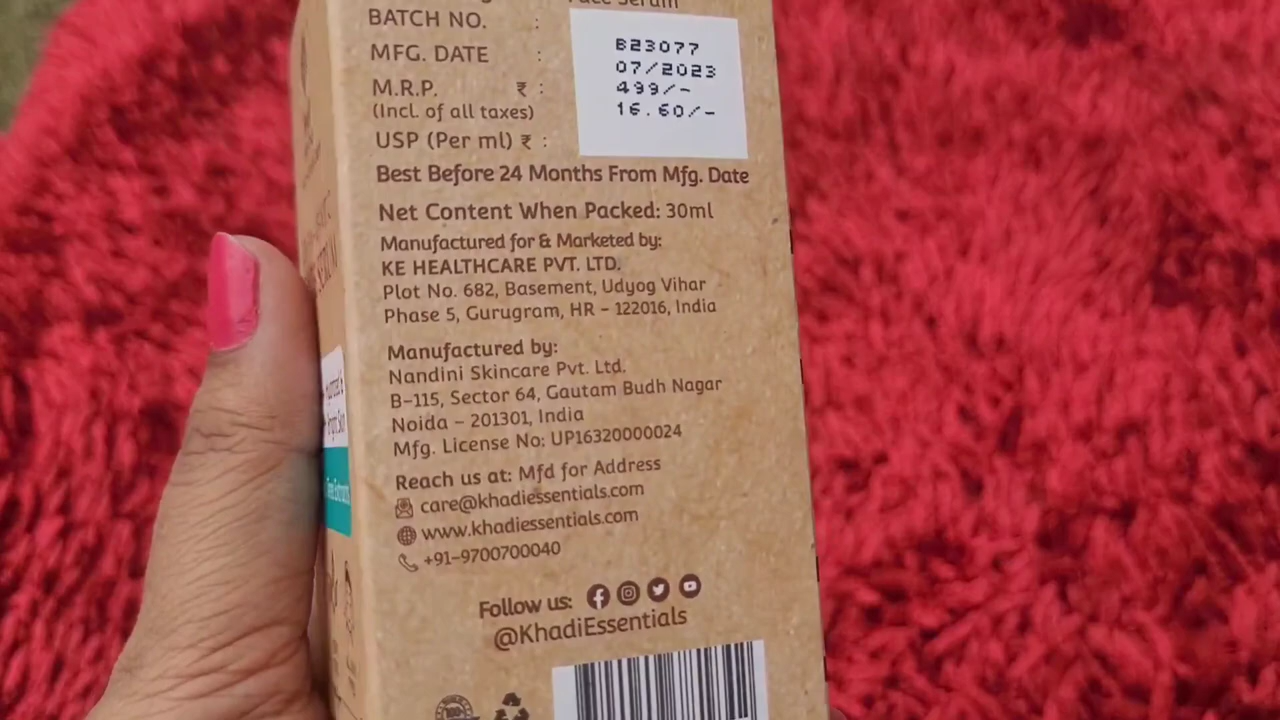 Face Serum
BATCH NO. : B23077
MFG. DATE : 07/2023
M.R.P. ₹ : 499/-
(Incl. of all taxes)
USP (Per ml) ₹ : 16.60/-
Best Before 24 Months From Mfg. Date
Net Content When Packed: 30ml
Manufactured for & Marketed by:
KE HEALTHCARE PVT. LTD.
Plot No. 682, Basement, Udyog Vihar
Phase 5, Gurugram, HR - 122016, India
Manufactured by:
Nandini Skincare Pvt. Ltd.
B-115, Sector 64, Gautam Budh Nagar
Noida - 201301, India
Mfg. License No: UP16320000024
Reach us at: Mfd for Address
care@khadiessentials.com
www.khadiessentials.com
+91-9700700040
Follow us:
@KhadiEssentials
SERUM